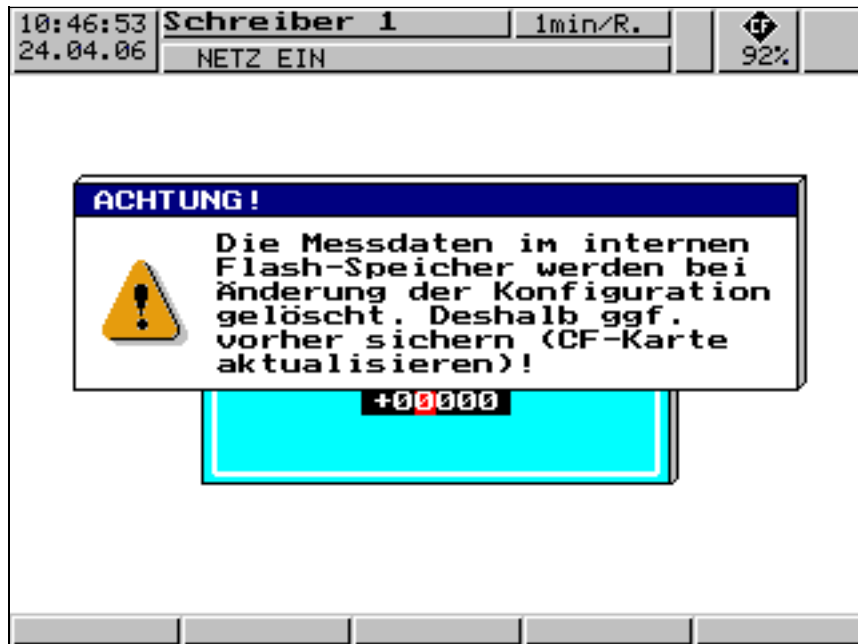 10:46:53 Schreiber 1 1min/R. CF
24.04.06 NETZ EIN 92%
ACHTUNG!
Die Messdaten im internen
Flash-Speicher werden bei
Änderung der Konfiguration
gelöscht. Deshalb ggf.
vorher sichern (CF-Karte
aktualisieren)!
+00000